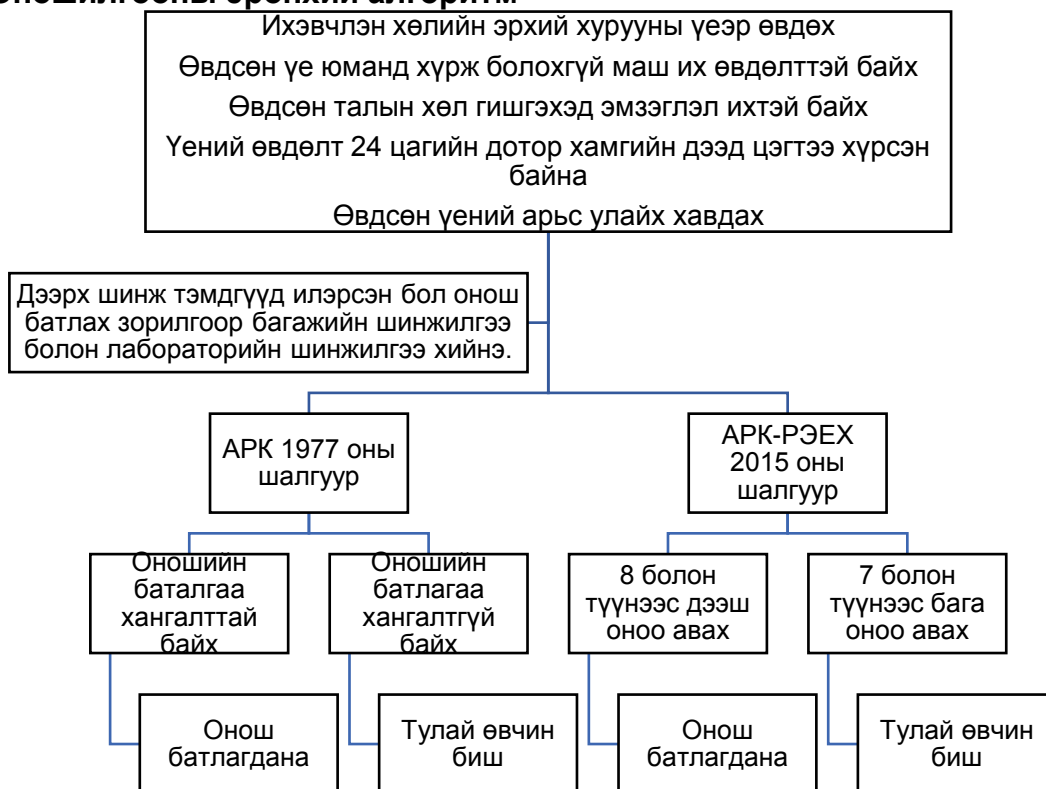 Ихэвчлэн хөлийн эрхий хурууны үеэр өвдөх
Өвдсөн үе юманд хүрж болохгүй маш их өвдөлттэй байх
Өвдсөн талын хөл гишгэхэд эмзэглэл ихтэй байх
Үений өвдөлт 24 цагийн дотор хамгийн дээд цэгтээ хүрсэн
байна
Өвдсөн үений арьс улайх хавдах
Дээрх шинж тэмдгүүд илэрсэн бол онош
батлах зорилгоор багажийн шинжилгээ
болон лабораторийн шинжилгээ хийнэ.
АРК 1977 оны
шалгуур
АРК-РЭЕХ
2015 оны
шалгуур
Оношийн
баталгаа
хангалттай
байх
Оношийн
батлагаа
хангалтгүй
байх
8 болон
түүнээс дээш
оноо авах
7 болон
түүнээс бага
оноо авах
Онош
батлагдана
Тулай өвчин
биш
Онош
батлагдана
Тулай өвчин
биш